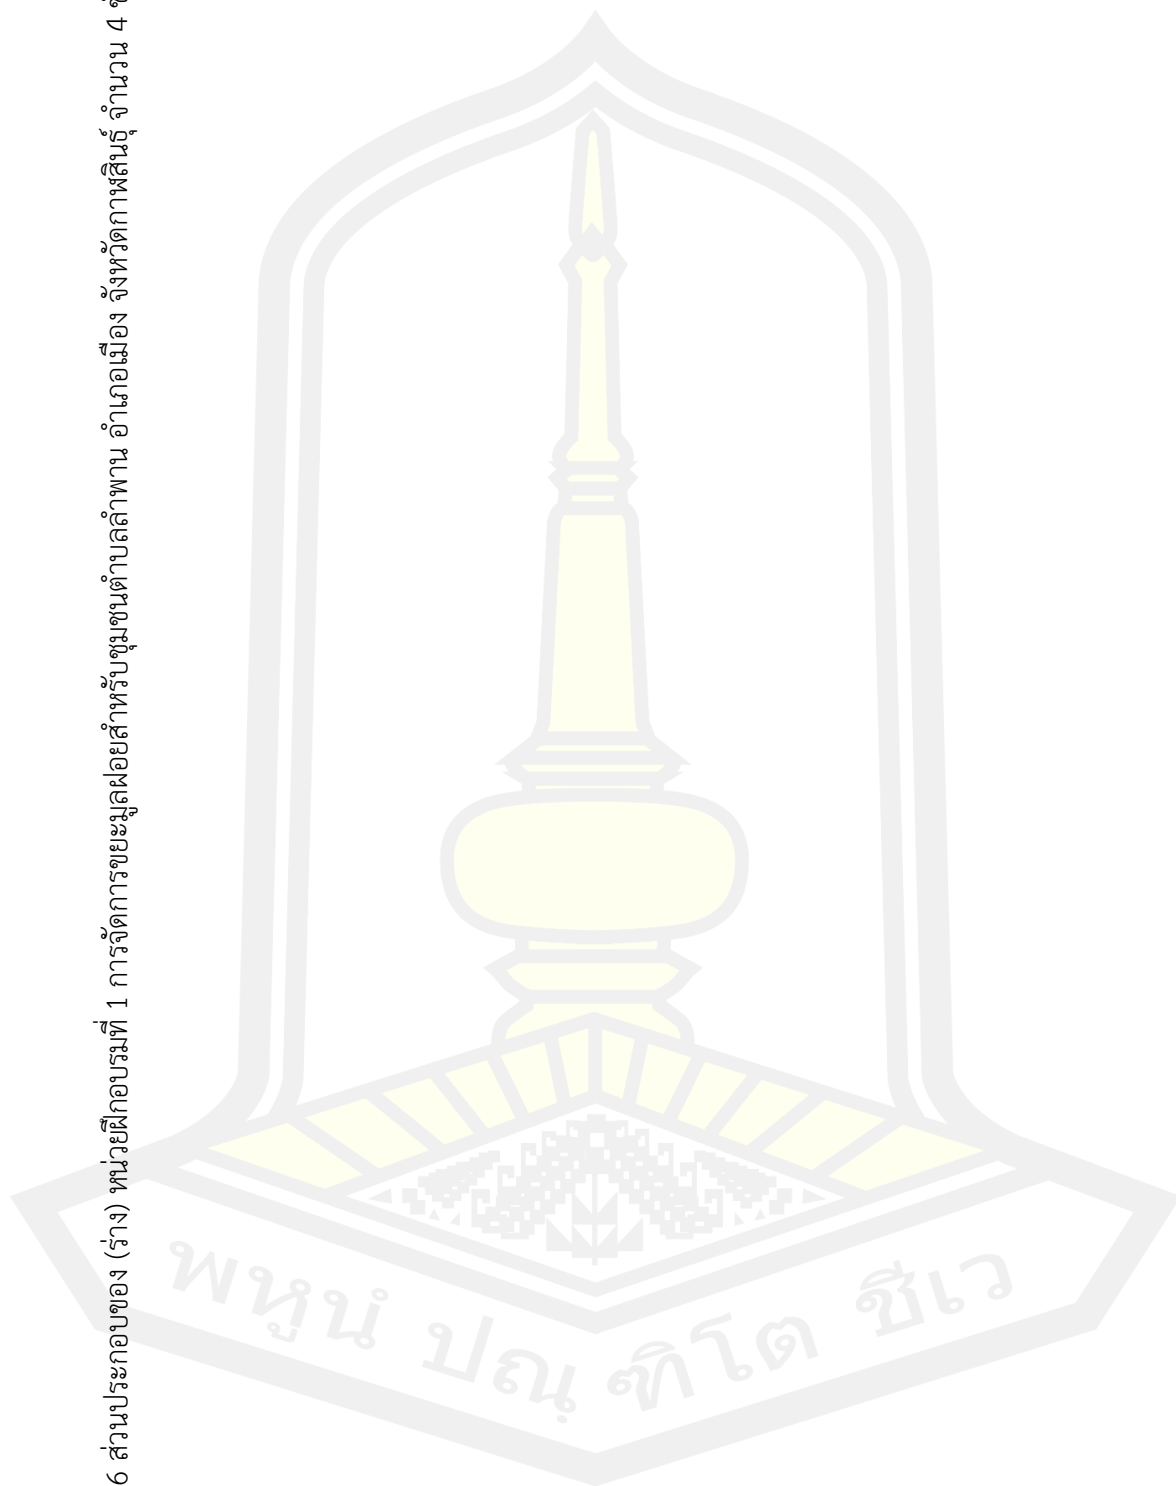 6 ส่วนประกอบของ (ร่าง) หน่วยฝึกอบรมที่ 1 การจัดการขยะมูลฝอยสำหรับชุมชนตำบลลำพาน อำเภอเมือง จังหวัดกาฬสินธุ์ จำนวน 4
พหูนํ ปณฺฑิโต ชีเว